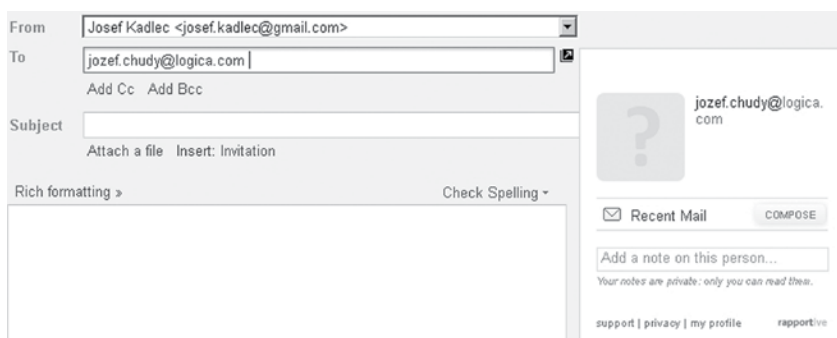 From Josef Kadlec <josef.kadlec@gmail.com>
To jozef.chudy@logica.com
Add Cc Add Bcc
Subject
Attach a file Insert: Invitation
Rich formatting »
Check Spelling
?
jozef.chudy@logica.
com
Recent Mail COMPOSE
Add a note on this person...
Your notes are private: only you can read them.
support | privacy | my profile rapportive